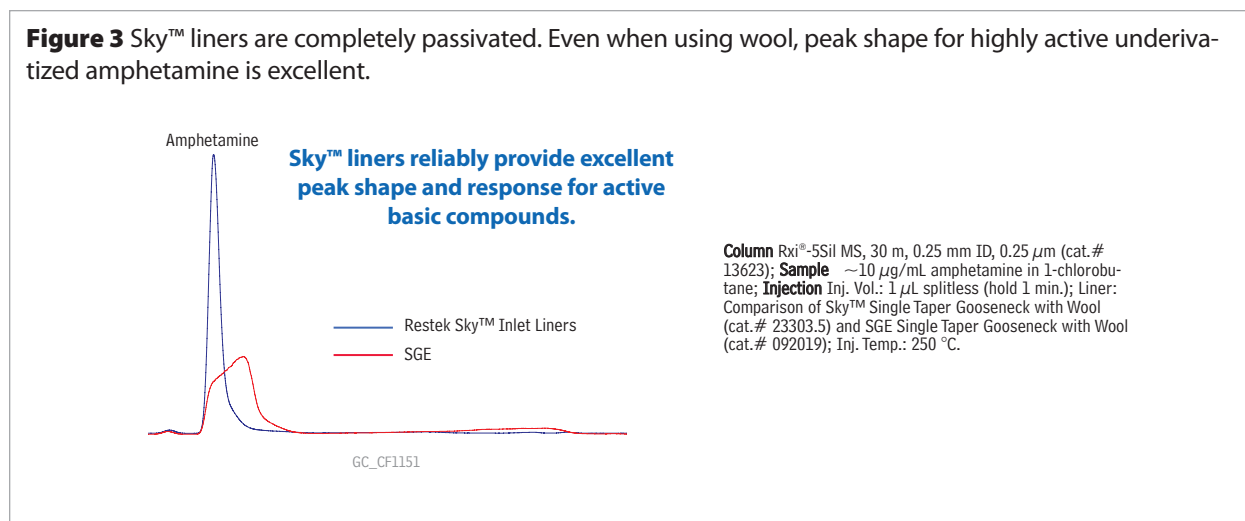 Figure 3 Sky™ liners are completely passivated. Even when using wool, peak shape for highly active underiva-
tized amphetamine is excellent.
Amphetamine
Sky™ liners reliably provide excellent
peak shape and response for active
basic compounds.
Restek Sky™ Inlet Liners
SGE
GC_CF1151
Column Rxi®-5Sil MS, 30 m, 0.25 mm ID, 0.25 µm (cat.#
13623); Sample ~10 µg/mL amphetamine in 1-chlorobu-
tane; Injection Inj. Vol.: 1 µL splitless (hold 1 min.); Liner:
Comparison of Sky™ Single Taper Gooseneck with Wool
(cat.# 23303.5) and SGE Single Taper Gooseneck with Wool
(cat.# 092019); Inj. Temp.: 250 °C.